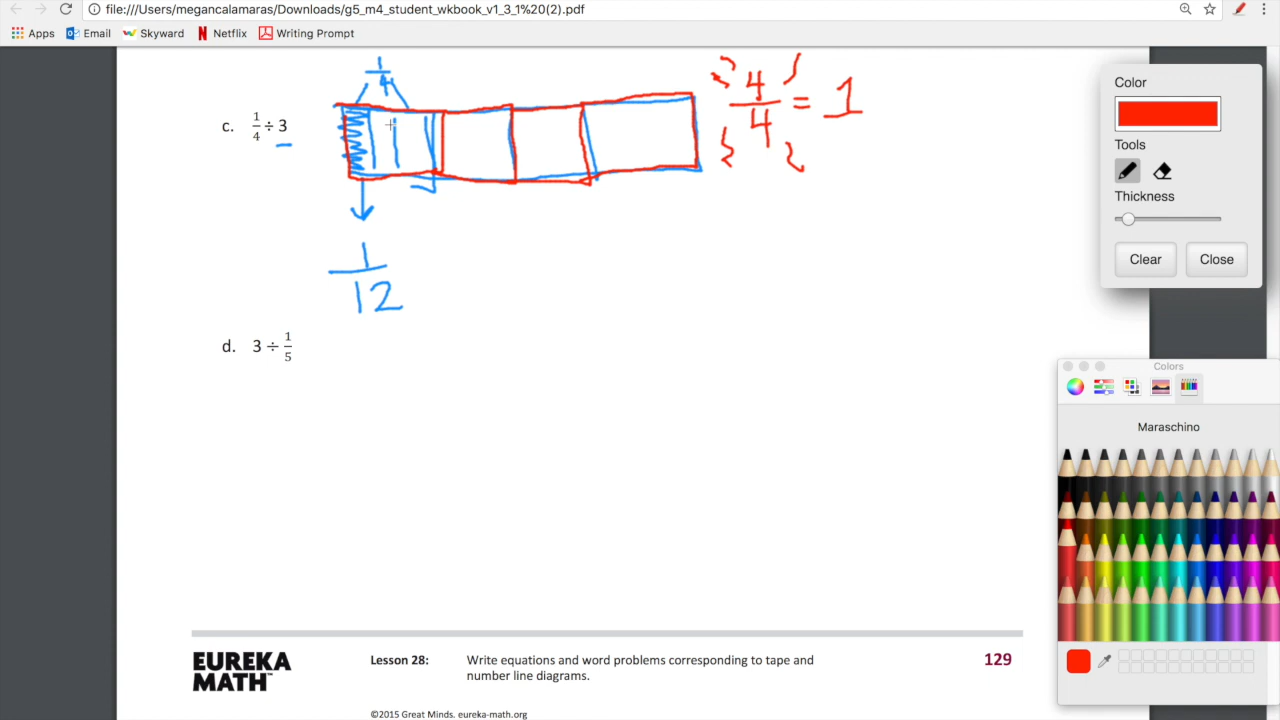 file:///Users/megancalamaras/Downloads/g5_m4_student_wkbook_v1_3_1%20(2).pdf
Apps Email Skyward Netflix Writing Prompt
1/4
4/4 = 1
c. 1/4 ÷ 3
1/12
d. 3 ÷ 1/5
Color
Tools
Thickness
Clear Close
Colors
Maraschino
EUREKA
MATH™
Lesson 28: Write equations and word problems corresponding to tape and
number line diagrams.
129
©2015 Great Minds. eureka-math.org